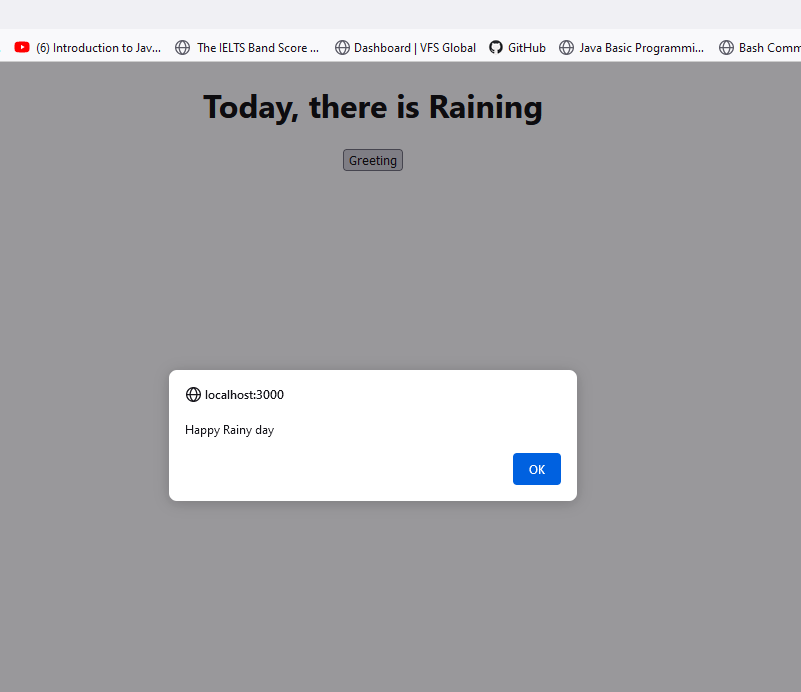 (6) Introduction to Jav... The IELTS Band Score ... Dashboard | VFS Global GitHub Java Basic Programmi... Bash Comm
Today, there is Raining
Greeting
localhost:3000
Happy Rainy day
OK